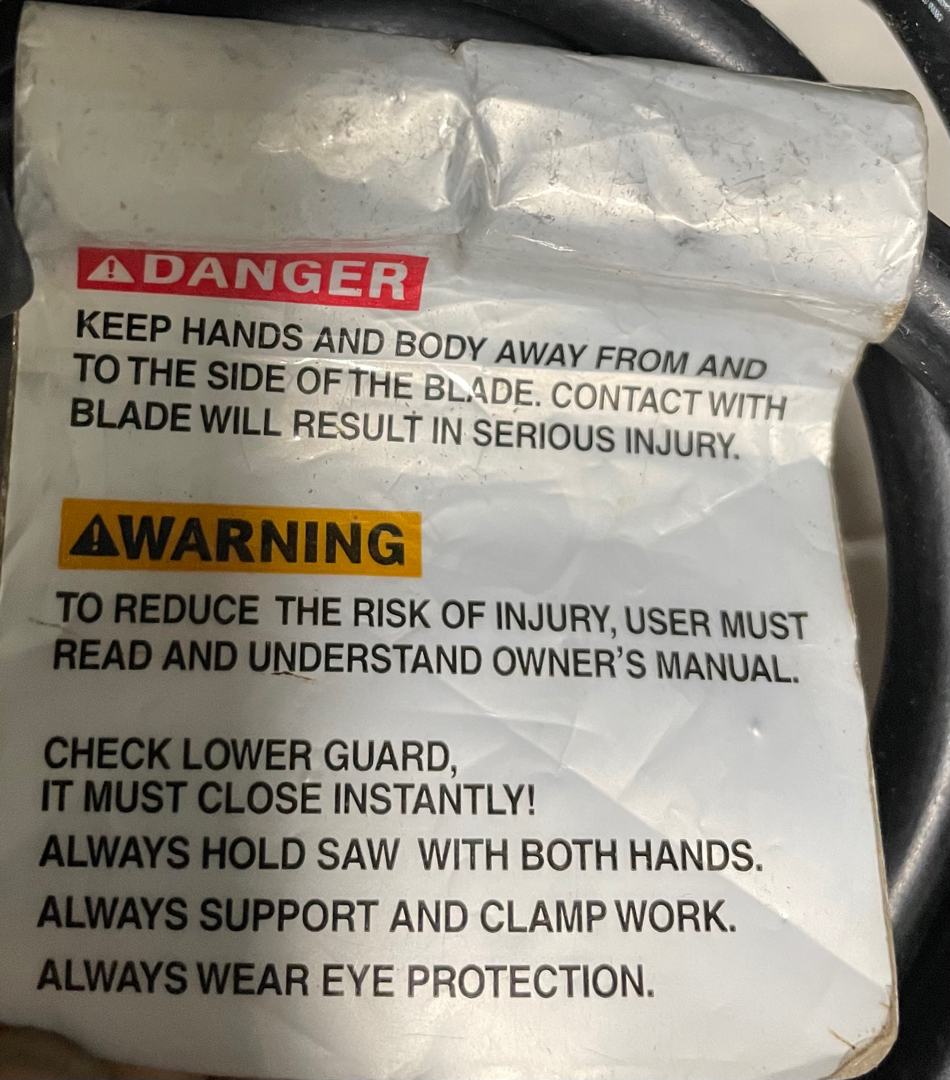 DANGER
KEEP HANDS AND BODY AWAY FROM AND
TO THE SIDE OF THE BLADE. CONTACT WITH
BLADE WILL RESULT IN SERIOUS INJURY.
WARNING
TO REDUCE THE RISK OF INJURY, USER MUST
READ AND UNDERSTAND OWNER'S MANUAL.
CHECK LOWER GUARD,
IT MUST CLOSE INSTANTLY!
ALWAYS HOLD SAW WITH BOTH HANDS.
ALWAYS SUPPORT AND CLAMP WORK.
ALWAYS WEAR EYE PROTECTION.